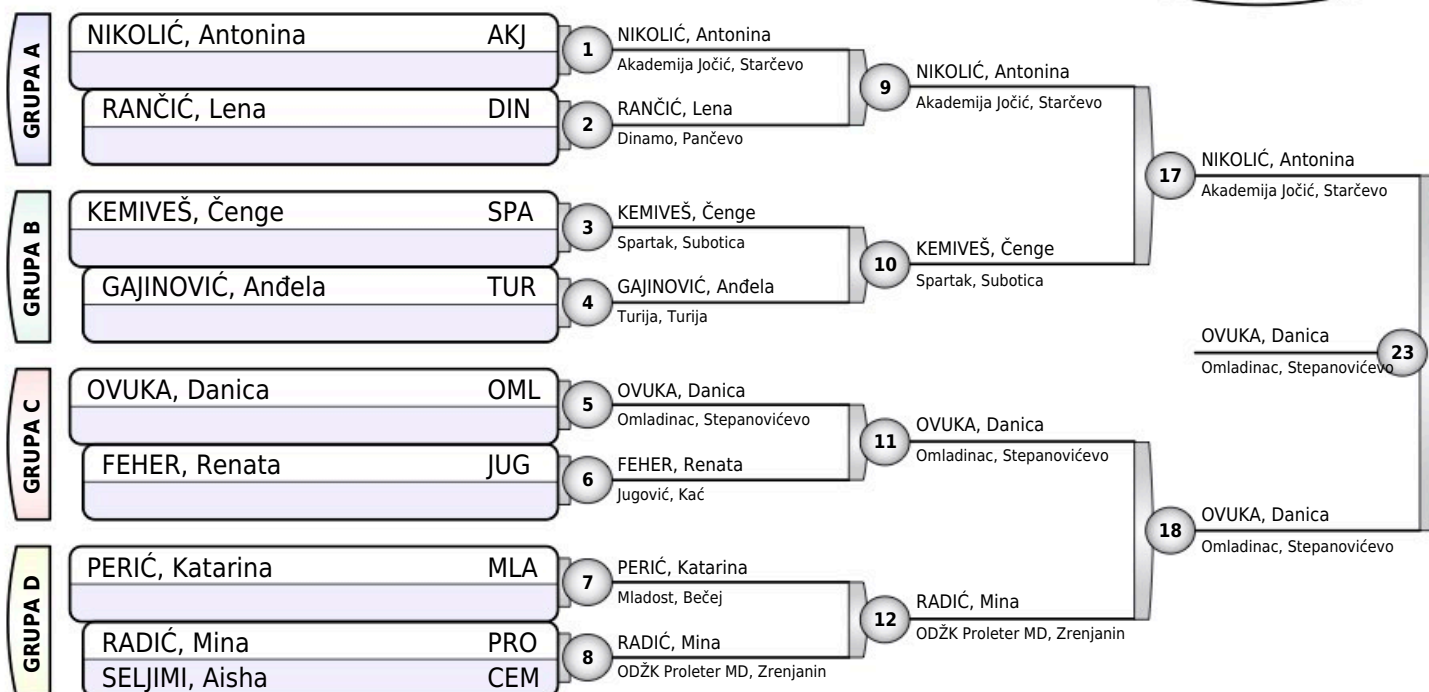 GRUPA A
NIKOLIĆ, Antonina AKJ
RANČIĆ, Lena DIN
1
NIKOLIĆ, Antonina
Akademija Jočić, Starčevo
2
RANČIĆ, Lena
Dinamo, Pančevo
9
NIKOLIĆ, Antonina
Akademija Jočić, Starčevo
GRUPA B
KEMIVEŠ, Čenge SPA
GAJINOVIĆ, Anđela TUR
3
KEMIVEŠ, Čenge
Spartak, Subotica
4
GAJINOVIĆ, Anđela
Turija, Turija
10
KEMIVEŠ, Čenge
Spartak, Subotica
17
NIKOLIĆ, Antonina
Akademija Jočić, Starčevo
GRUPA C
OVUKA, Danica OML
FEHER, Renata JUG
5
OVUKA, Danica
Omladinac, Stepanovićevo
6
FEHER, Renata
Jugović, Kać
11
OVUKA, Danica
Omladinac, Stepanovićevo
GRUPA D
PERIĆ, Katarina MLA
RADIĆ, Mina PRO
SELJIMI, Aisha CEM
7
PERIĆ, Katarina
Mladost, Bečej
8
RADIĆ, Mina
ODŽK Proleter MD, Zrenjanin
12
RADIĆ, Mina
ODŽK Proleter MD, Zrenjanin
18
OVUKA, Danica
Omladinac, Stepanovićevo
OVUKA, Danica
Omladinac, Stepanovićevo
23